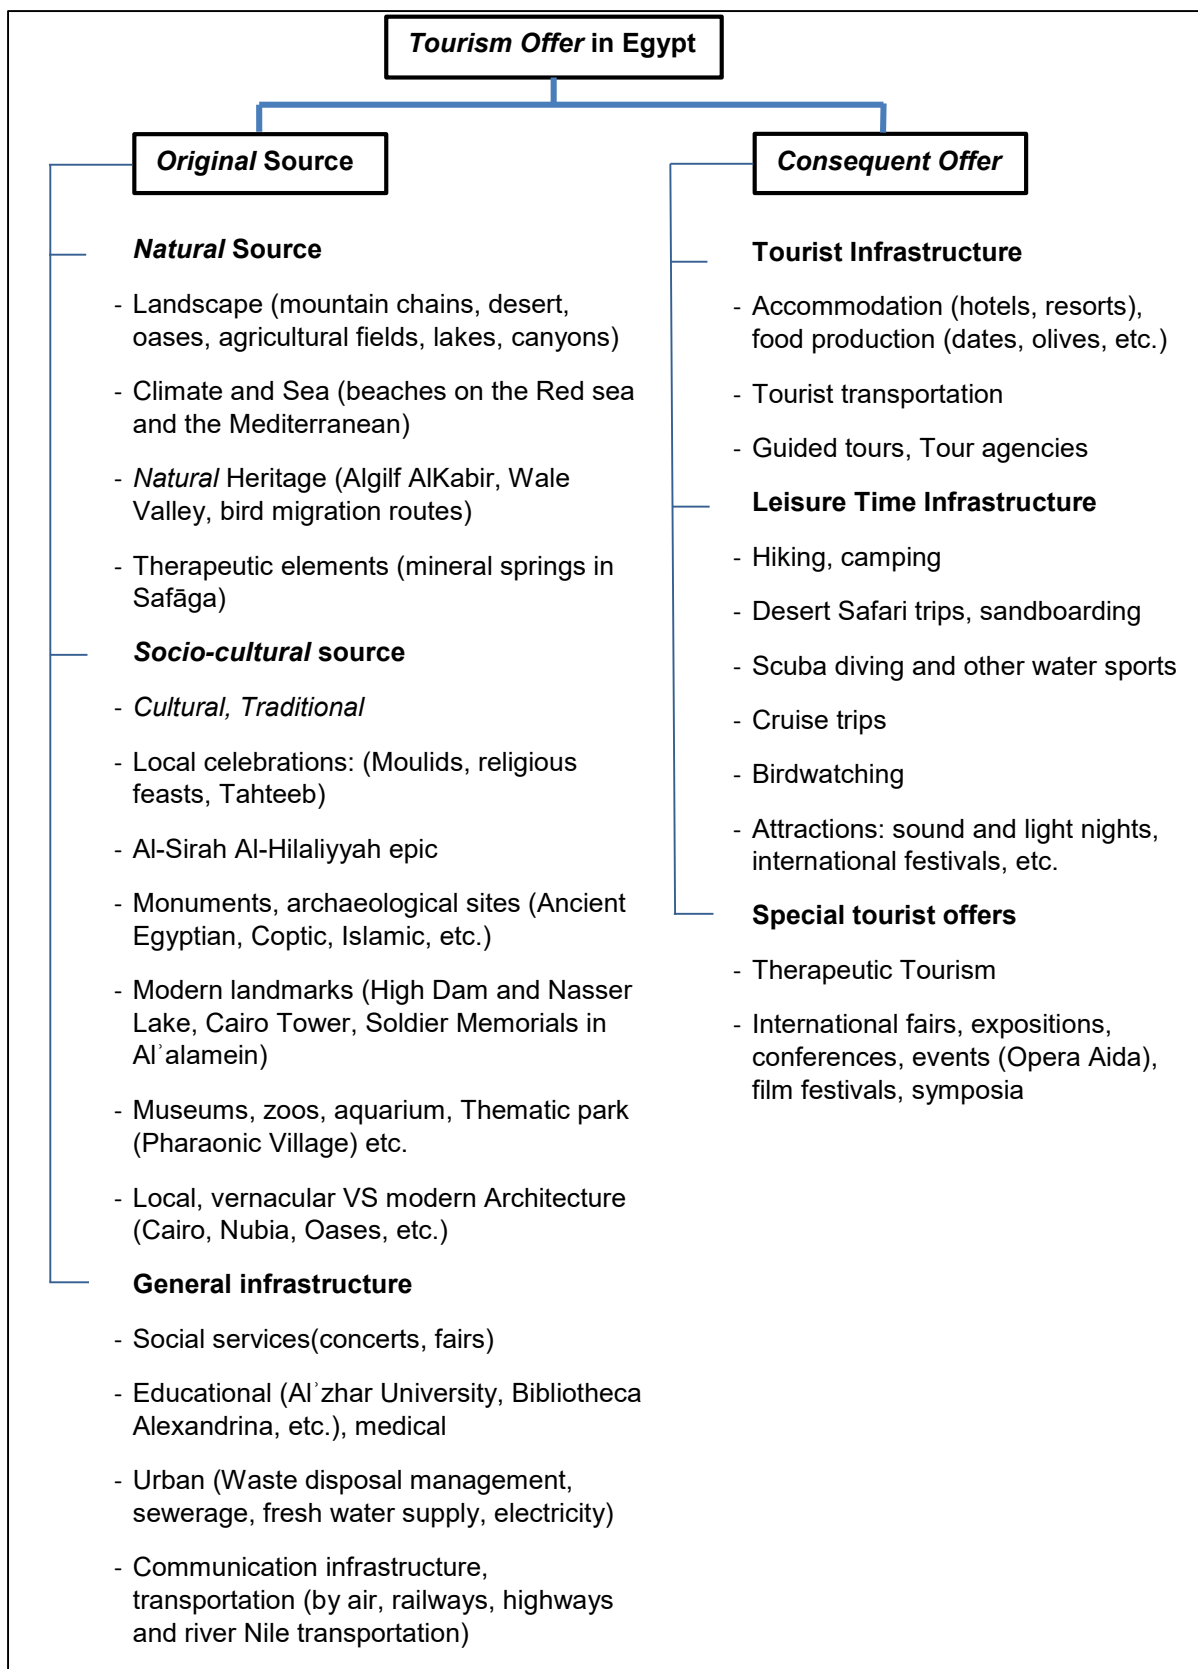 Tourism Offer in Egypt
Original Source
Natural Source
- Landscape (mountain chains, desert,
oases, agricultural fields, lakes, canyons)
- Climate and Sea (beaches on the Red sea
and the Mediterranean)
- Natural Heritage (Algilf AlKabir, Wale
Valley, bird migration routes)
- Therapeutic elements (mineral springs in
Safāga)
Socio-cultural source
- Cultural, Traditional
- Local celebrations: (Moulids, religious
feasts, Tahteeb)
- Al-Sirah Al-Hilaliyyah epic
- Monuments, archaeological sites (Ancient
Egyptian, Coptic, Islamic, etc.)
- Modern landmarks (High Dam and Nasser
Lake, Cairo Tower, Soldier Memorials in
Alʾalamein)
- Museums, zoos, aquarium, Thematic park
(Pharaonic Village) etc.
- Local, vernacular VS modern Architecture
(Cairo, Nubia, Oases, etc.)
General infrastructure
- Social services(concerts, fairs)
- Educational (Alʾzhar University, Bibliotheca
Alexandrina, etc.), medical
- Urban (Waste disposal management,
sewerage, fresh water supply, electricity)
- Communication infrastructure,
transportation (by air, railways, highways
and river Nile transportation)
Consequent Offer
Tourist Infrastructure
- Accommodation (hotels, resorts),
food production (dates, olives, etc.)
- Tourist transportation
- Guided tours, Tour agencies
Leisure Time Infrastructure
- Hiking, camping
- Desert Safari trips, sandboarding
- Scuba diving and other water sports
- Cruise trips
- Birdwatching
- Attractions: sound and light nights,
international festivals, etc.
Special tourist offers
- Therapeutic Tourism
- International fairs, expositions,
conferences, events (Opera Aida),
film festivals, symposia